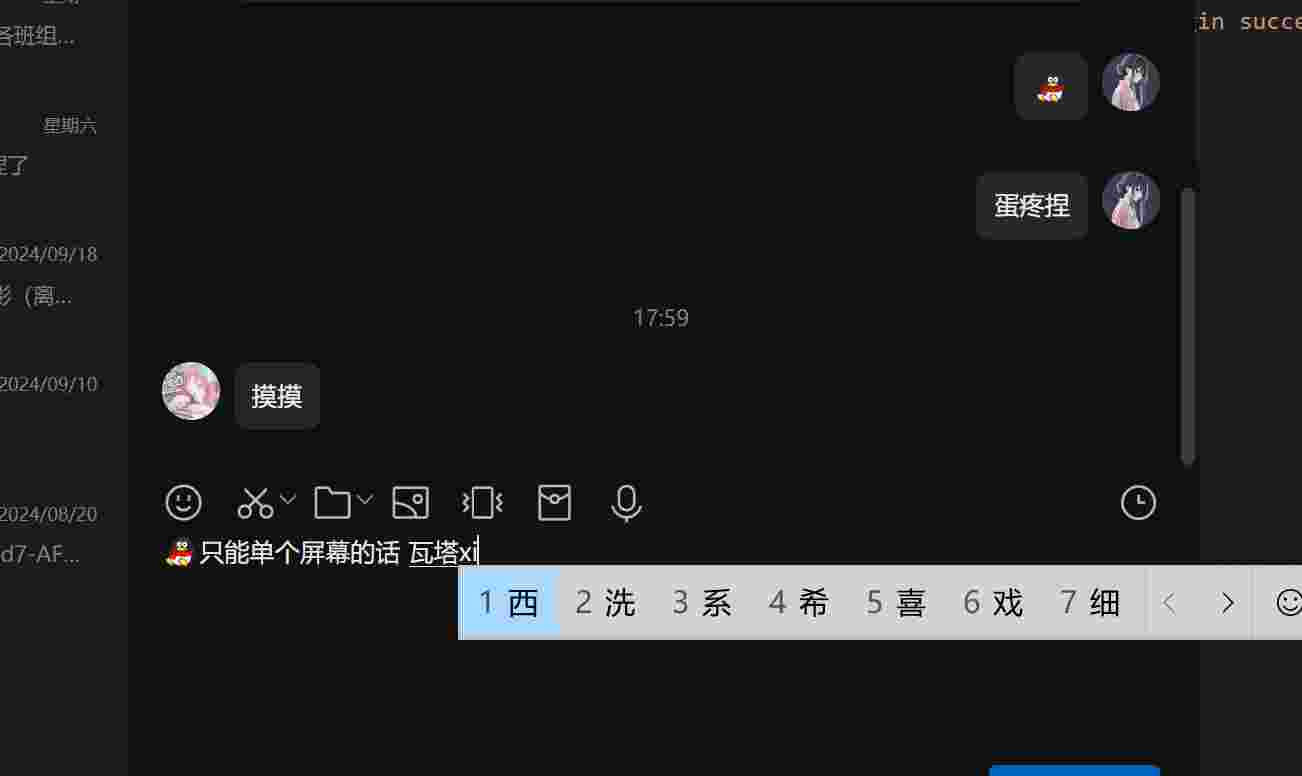 各班组...
星期六
捏了
2024/09/18
影（离...
2024/09/10
2024/08/20
d7-AF...
in succe
蛋疼捏
17:59
摸摸
只能单个屏幕的话 瓦塔xi
1 西 2 洗 3 系 4 希 5 喜 6 戏 7 细